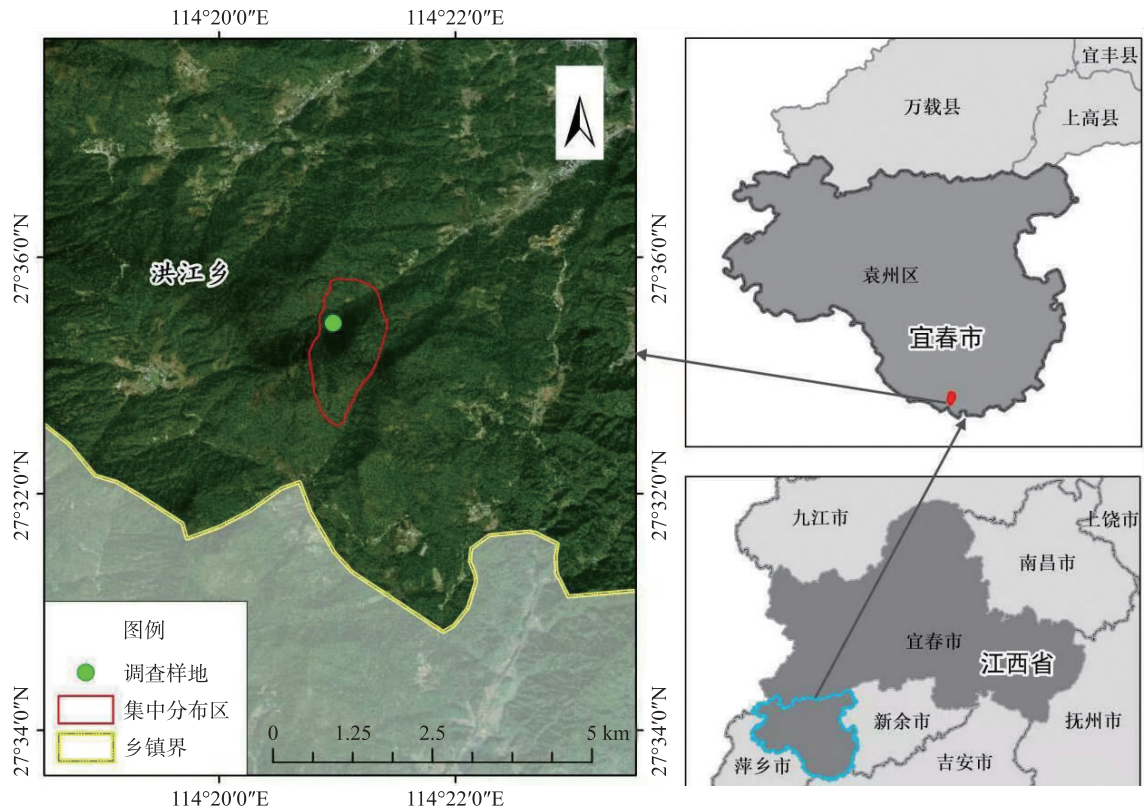 114°20′0″E
114°22′0″E
27°36′0″N
27°32′0″N
27°34′0″N
洪江乡
图例
调查样地
集中分布区
乡镇界
0
1.25
2.5
5 km
114°20′0″E
114°22′0″E
27°36′0″N
27°32′0″N
27°34′0″N
宜丰县
万载县
上高县
袁州区
宜春市
九江市
上饶市
南昌市
宜春市
江西省
新余市
抚州市
萍乡市
吉安市